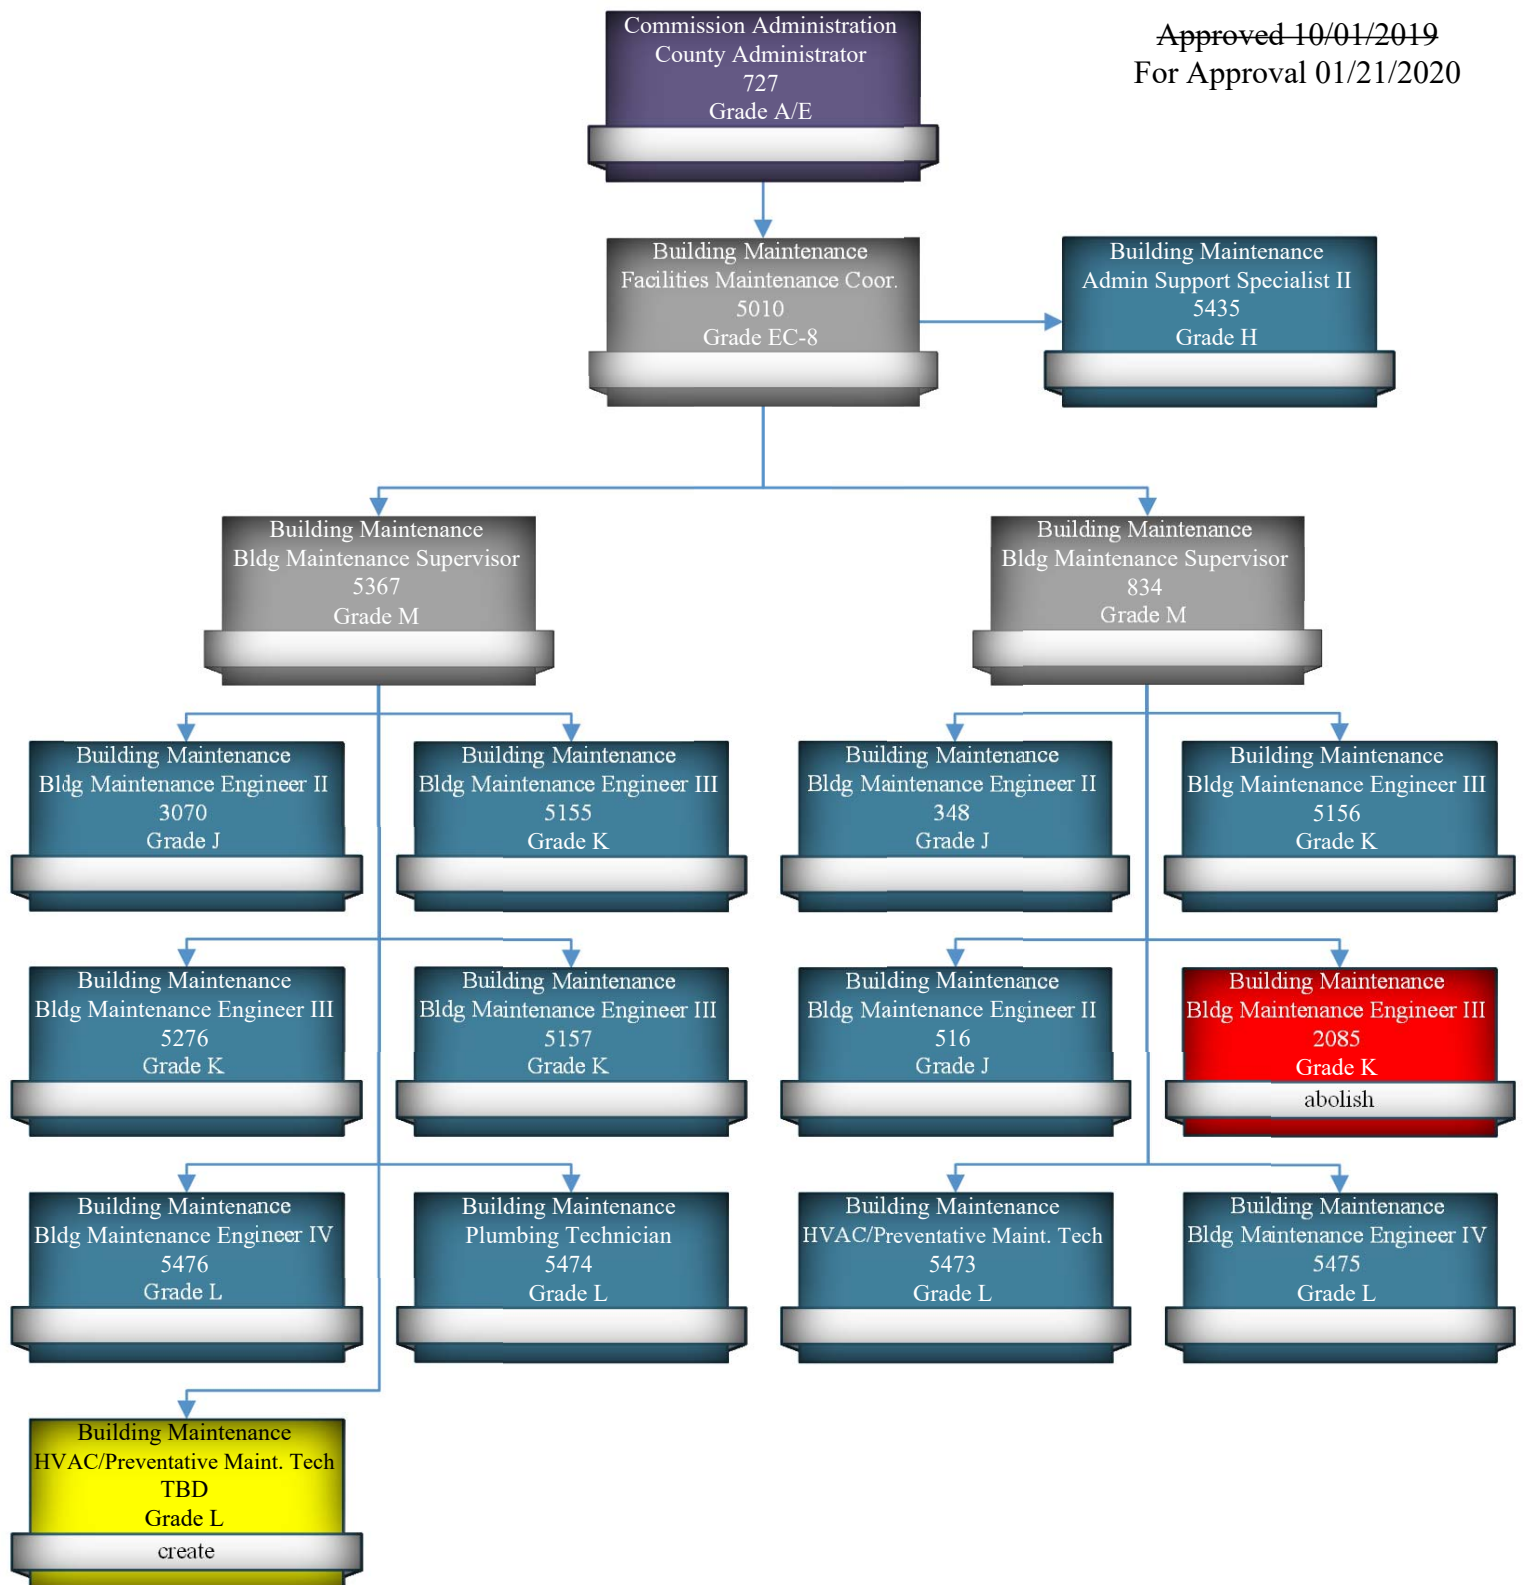 Commission Administration
County Administrator
727
Grade A/E
Approved 10/01/2019
For Approval 01/21/2020
Building Maintenance
Facilities Maintenance Coor.
5010
Grade EC-8
Building Maintenance
Admin Support Specialist II
5435
Grade H
Building Maintenance
Bldg Maintenance Supervisor
5367
Grade M
Building Maintenance
Bldg Maintenance Supervisor
834
Grade M
Building Maintenance
Bldg Maintenance Engineer II
3070
Grade J
Building Maintenance
Bldg Maintenance Engineer III
5155
Grade K
Building Maintenance
Bldg Maintenance Engineer II
348
Grade J
Building Maintenance
Bldg Maintenance Engineer III
5156
Grade K
Building Maintenance
Bldg Maintenance Engineer III
5276
Grade K
Building Maintenance
Bldg Maintenance Engineer III
5157
Grade K
Building Maintenance
Bldg Maintenance Engineer II
516
Grade J
Building Maintenance
Bldg Maintenance Engineer III
2085
Grade K
abolish
Building Maintenance
Bldg Maintenance Engineer IV
5476
Grade L
Building Maintenance
Plumbing Technician
5474
Grade L
Building Maintenance
HVAC/Preventative Maint. Tech
5473
Grade L
Building Maintenance
Bldg Maintenance Engineer IV
5475
Grade L
Building Maintenance
HVAC/Preventative Maint. Tech
TBD
Grade L
create